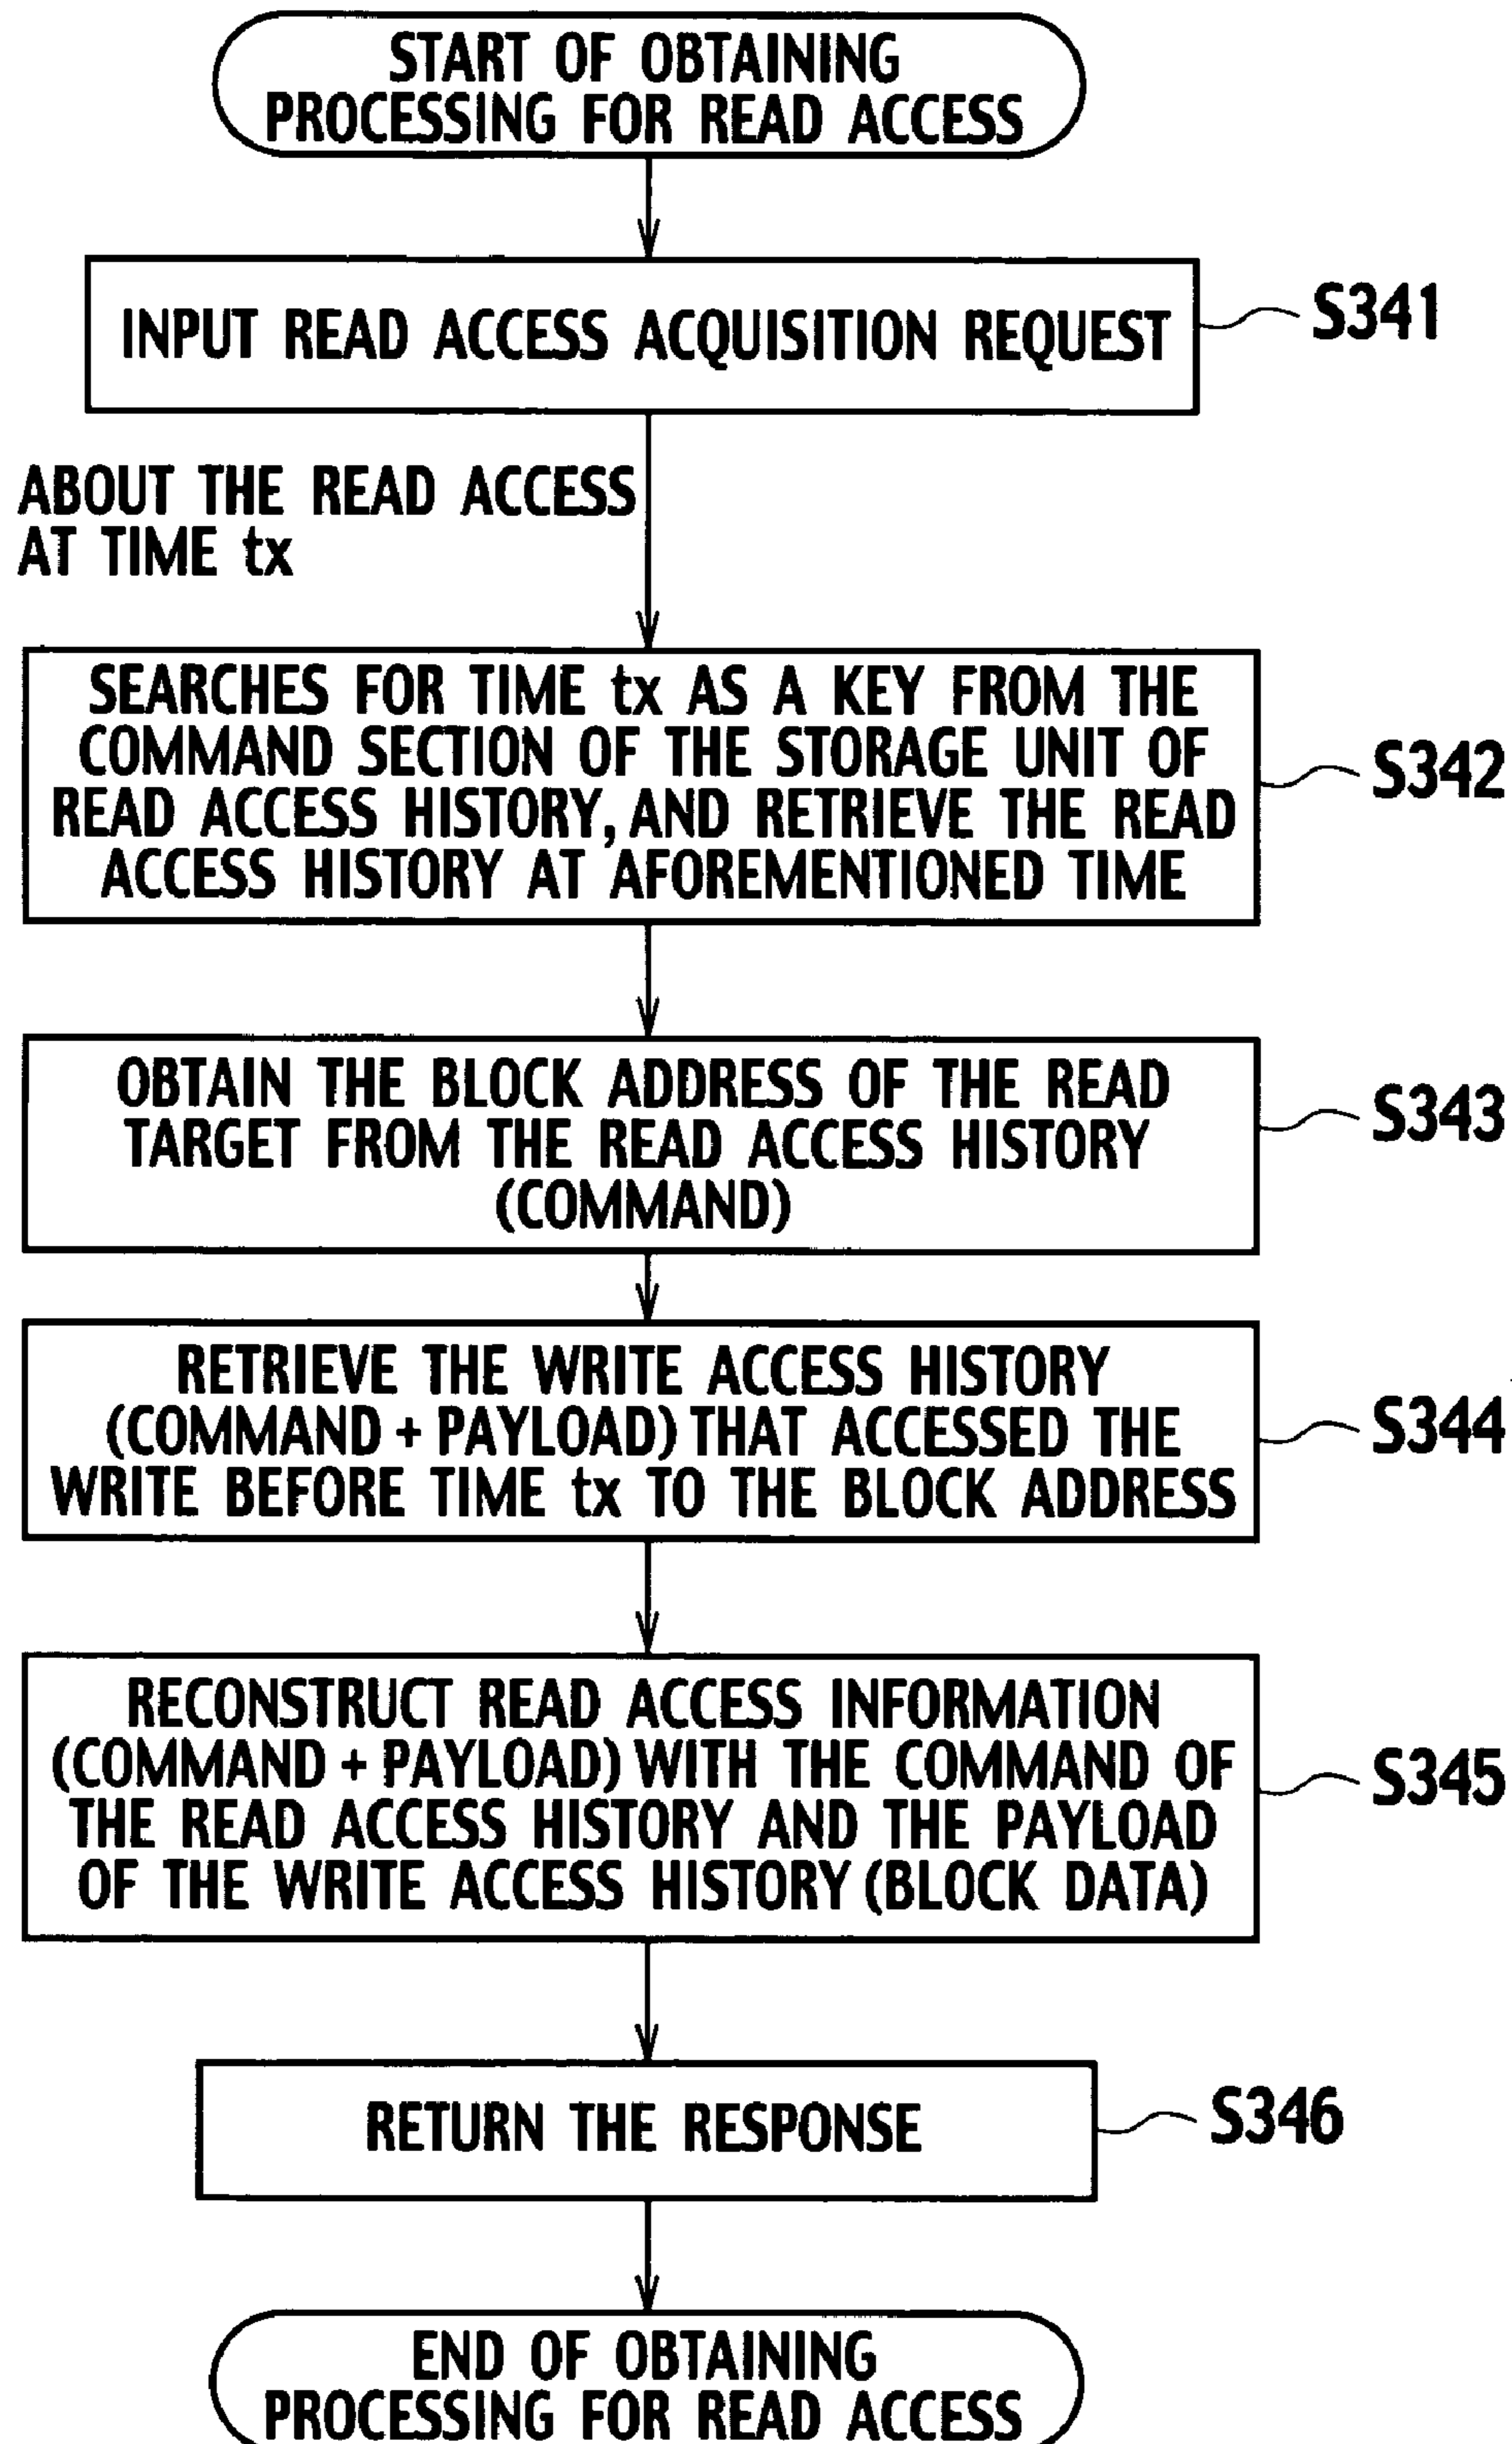 START OF OBTAINING
PROCESSING FOR READ ACCESS
INPUT READ ACCESS ACQUISITION REQUEST
S341
ABOUT THE READ ACCESS
AT TIME tx
SEARCHES FOR TIME tx AS A KEY FROM THE
COMMAND SECTION OF THE STORAGE UNIT OF
READ ACCESS HISTORY, AND RETRIEVE THE READ
ACCESS HISTORY AT AFOREMENTIONED TIME
S342
OBTAIN THE BLOCK ADDRESS OF THE READ
TARGET FROM THE READ ACCESS HISTORY
(COMMAND)
S343
RETRIEVE THE WRITE ACCESS HISTORY
(COMMAND + PAYLOAD) THAT ACCESSED THE
WRITE BEFORE TIME tx TO THE BLOCK ADDRESS
S344
RECONSTRUCT READ ACCESS INFORMATION
(COMMAND + PAYLOAD) WITH THE COMMAND OF
THE READ ACCESS HISTORY AND THE PAYLOAD
OF THE WRITE ACCESS HISTORY (BLOCK DATA)
S345
RETURN THE RESPONSE
S346
END OF OBTAINING
PROCESSING FOR READ ACCESS